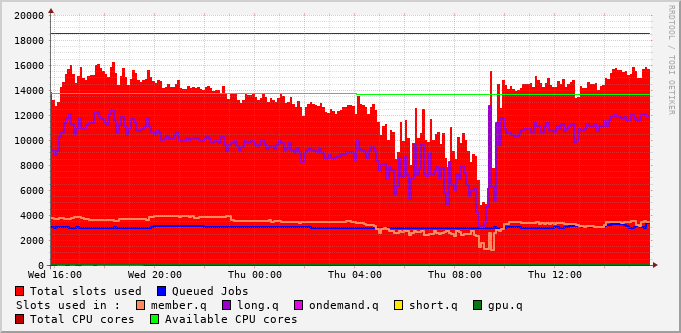 20000
18000
16000
14000
12000
10000
8000
6000
4000
2000
0
Wed 16:00 Wed 20:00 Thu 00:00 Thu 04:00 Thu 08:00 Thu 12:00
Total slots used Queued Jobs
Slots used in : member.q long.q ondemand.q short.q gpu.q
Total CPU cores Available CPU cores
RRDTOOL / TOBI OETIKER